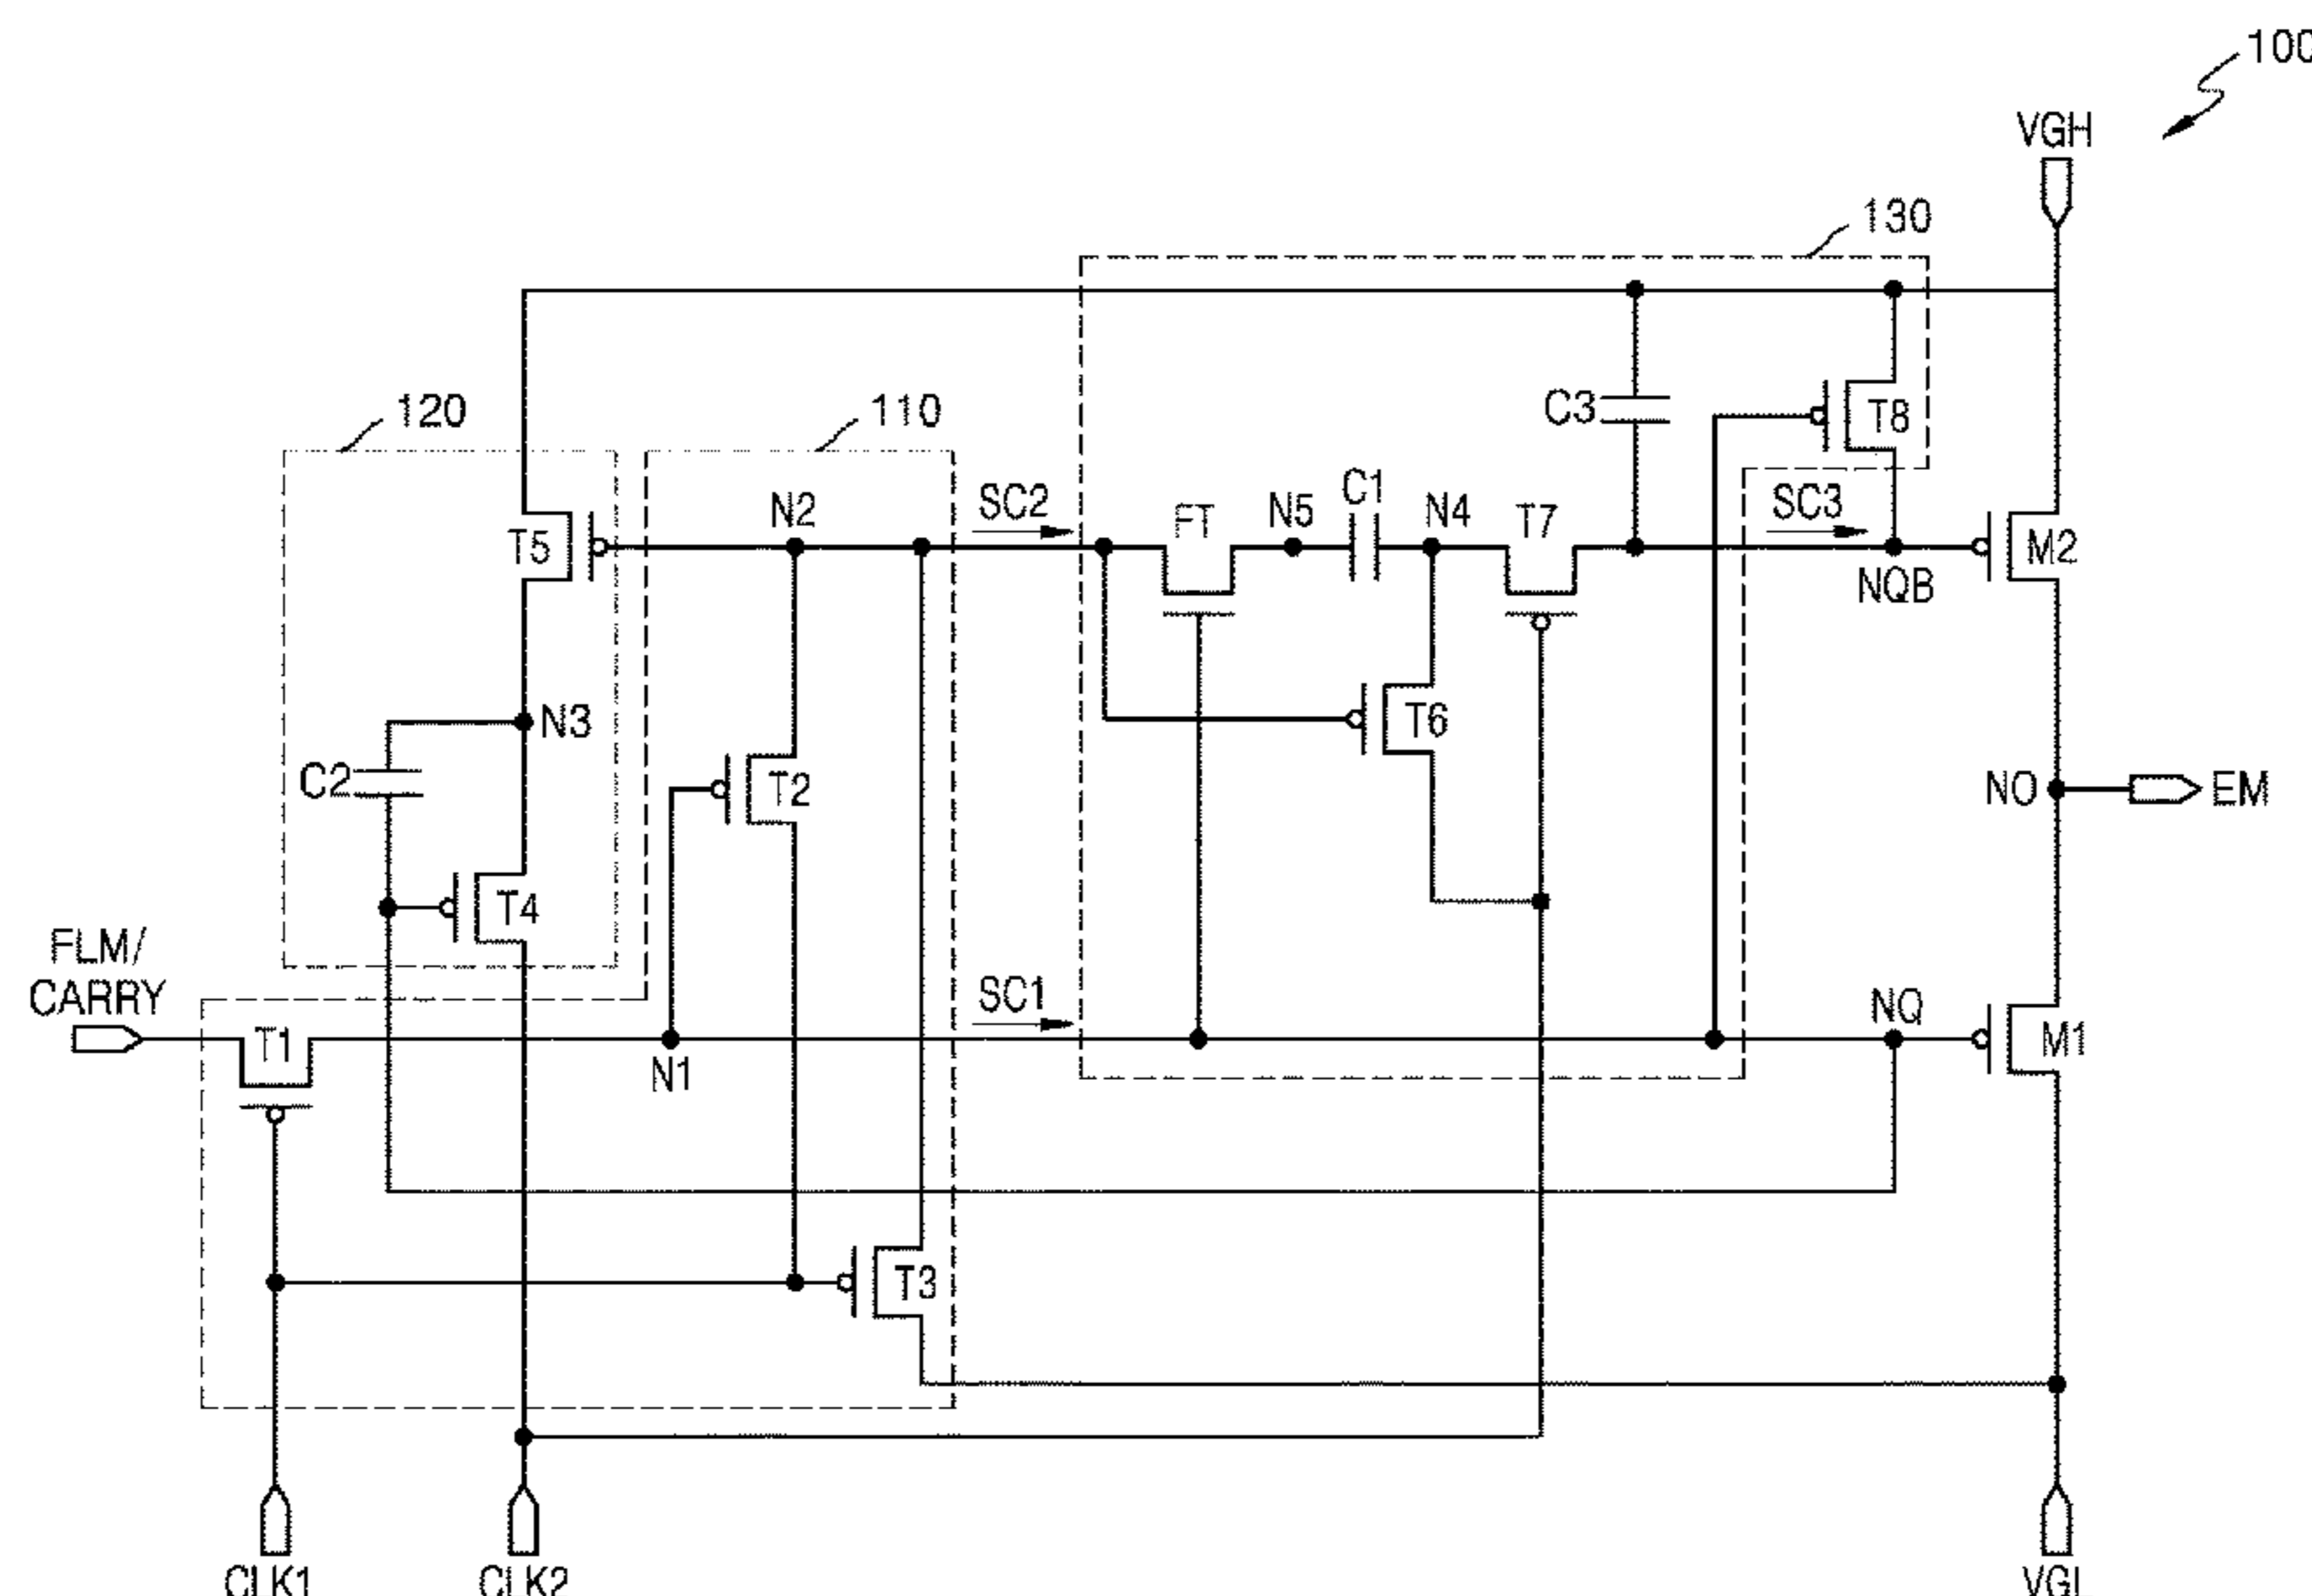 100
VGH
130
120
110
C3
T8
SC2
FT
N5
C1
N4
T7
SC3
T5
N2
M2
NQB
N3
T6
C2
T2
NO
EM
T4
FLM/
CARRY
SC1
NQ
T1
N1
M1
T3
CLK1
CLK2
VGL